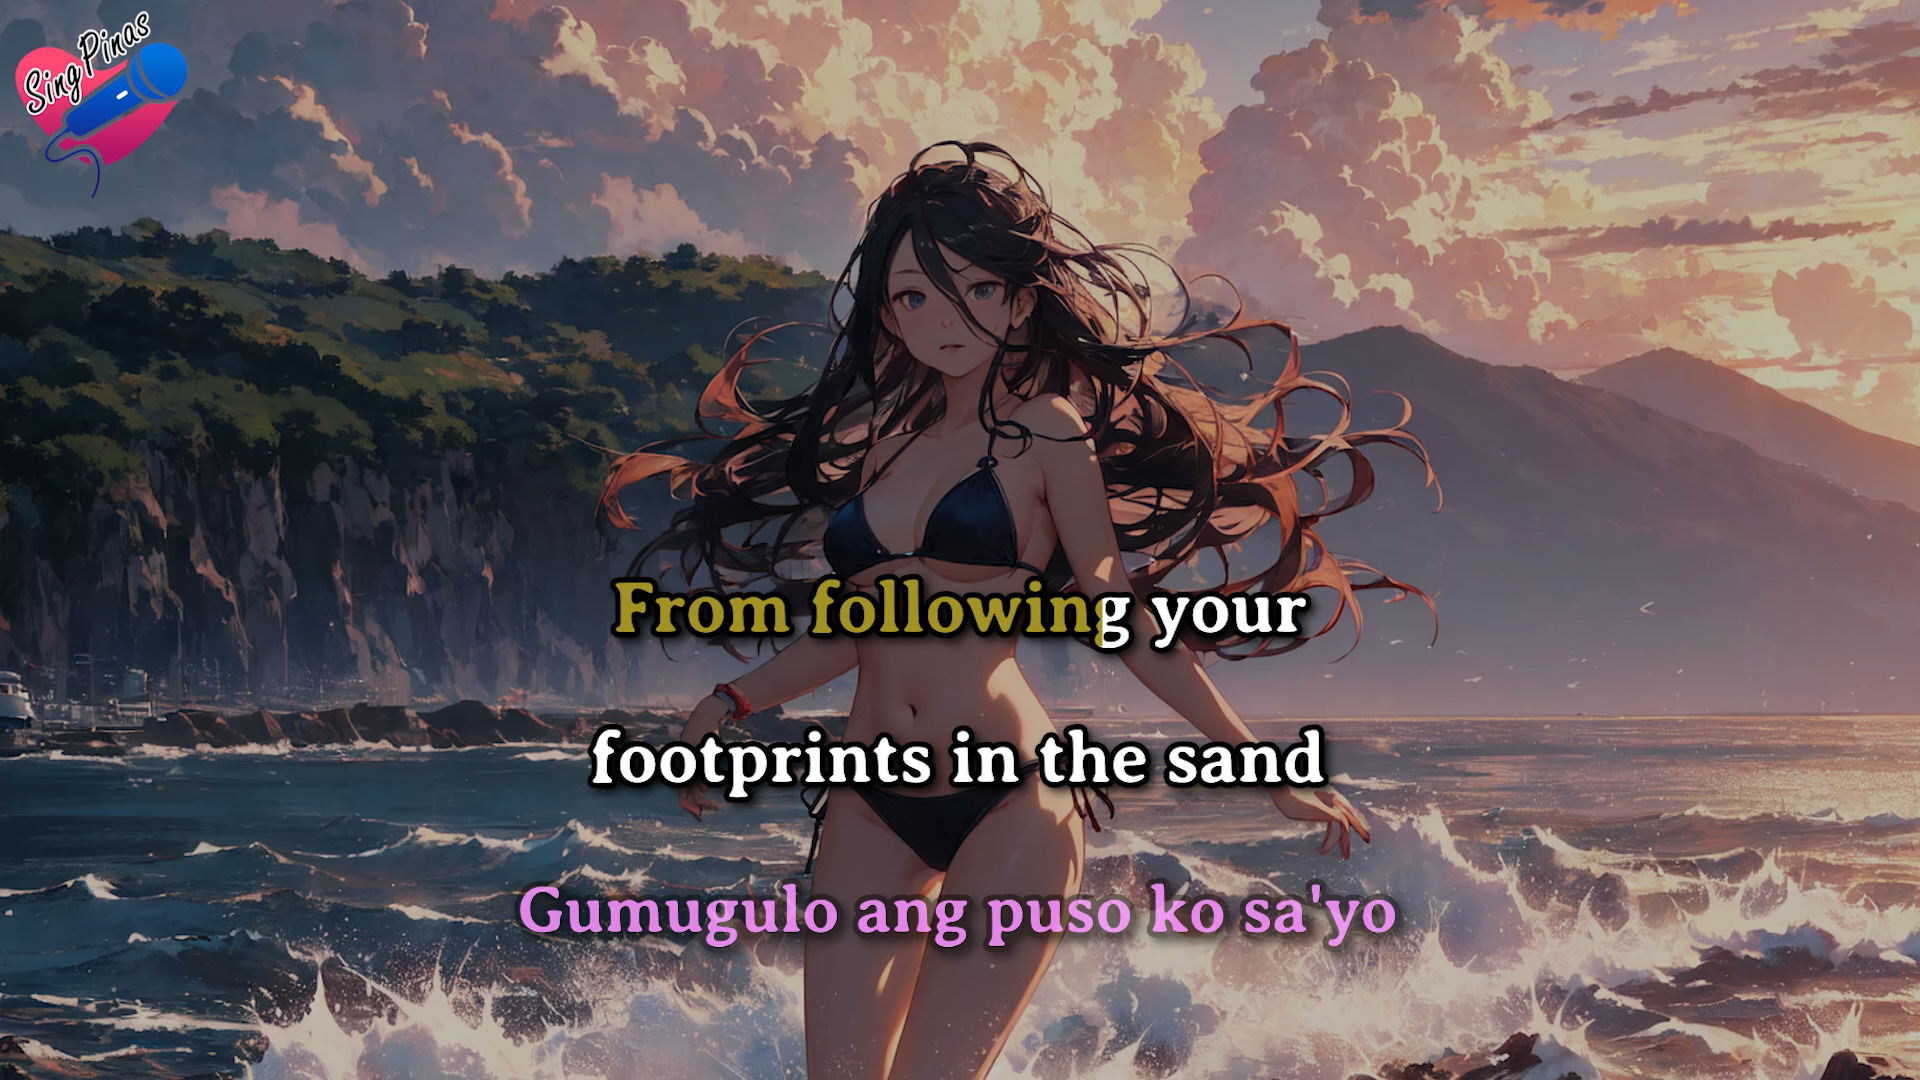 Sing Pinas
From following your
footprints in the sand
Gumugulo ang puso ko sa'yo